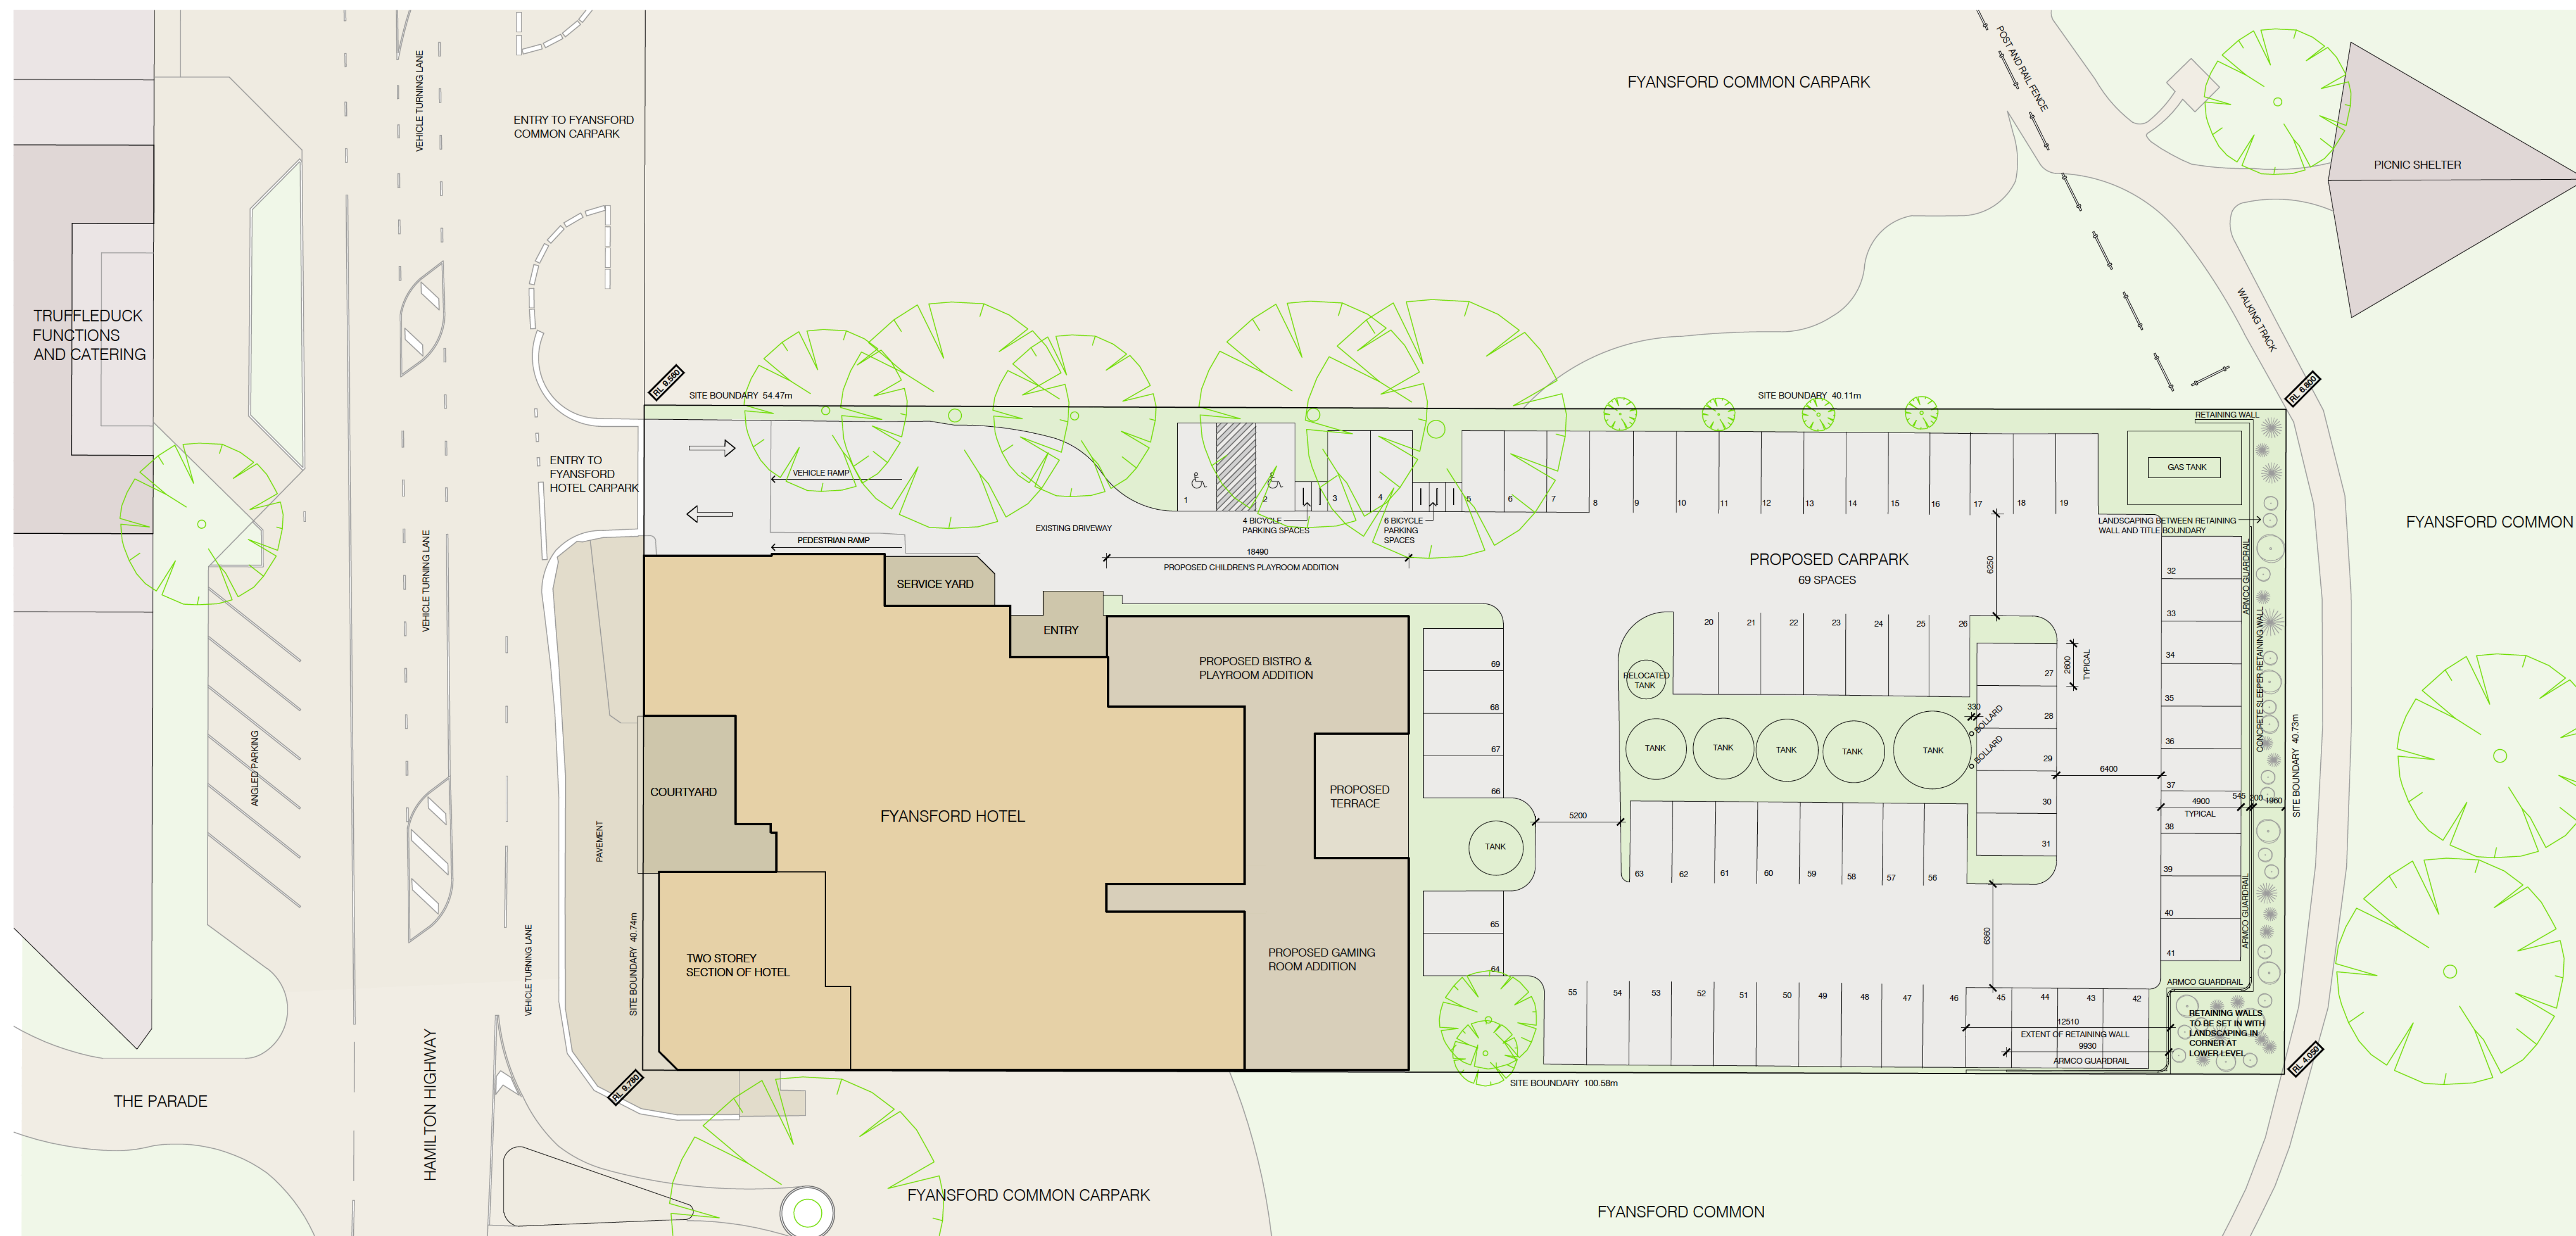 VEHICLE TURNING LANE
ENTRY TO FYANSFORD
COMMON CARPARK
FYANSFORD COMMON CARPARK
POST AND RAIL FENCE
PICNIC SHELTER
TRUFFLEDUCK
FUNCTIONS
AND CATERING
WALKING TRACK
RL 9.560
SITE BOUNDARY 54.47m
SITE BOUNDARY 40.11m
RL 6.800
RETAINING WALL
ENTRY TO
FYANSFORD
HOTEL CARPARK
VEHICLE RAMP
GAS TANK
1
2
3
4
5
6
7
8
9
10
11
12
13
14
15
16
17
18
19
4 BICYCLE
PARKING SPACES
6 BICYCLE
PARKING
SPACES
EXISTING DRIVEWAY
PEDESTRIAN RAMP
LANDSCAPING BETWEEN RETAINING
WALL AND TITLE BOUNDARY
FYANSFORD COMMON
18490
PROPOSED CHILDREN'S PLAYROOM ADDITION
PROPOSED CARPARK
69 SPACES
6250
SERVICE YARD
ENTRY
VEHICLE TURNING LANE
ARMCO GUARDRAIL
32
33
34
35
36
37
38
39
40
41
20
21
22
23
24
25
26
27
28
29
30
31
2600
TYPICAL
PROPOSED BISTRO &
PLAYROOM ADDITION
69
68
67
66
RELOCATED
TANK
TANK
TANK
TANK
TANK
TANK
330
BOLLARD
BOLLARD
CONCRETE SLEEPER RETAINING WALL
SITE BOUNDARY 40.73m
6400
4900
TYPICAL
545
200
1960
ANGLED PARKING
COURTYARD
FYANSFORD HOTEL
PROPOSED
TERRACE
PAVEMENT
5200
TANK
63
62
61
60
59
58
57
56
ARMCO GUARDRAIL
VEHICLE TURNING LANE
SITE BOUNDARY 40.74m
TWO STOREY
SECTION OF HOTEL
PROPOSED GAMING
ROOM ADDITION
65
64
6360
55
54
53
52
51
50
49
48
47
46
45
44
43
42
ARMCO GUARDRAIL
12510
EXTENT OF RETAINING WALL
9930
ARMCO GUARDRAIL
RETAINING WALLS
TO BE SET IN WITH
LANDSCAPING IN
CORNER AT
LOWER LEVEL
RL 4.050
RL 9.780
SITE BOUNDARY 100.58m
THE PARADE
HAMILTON HIGHWAY
FYANSFORD COMMON CARPARK
FYANSFORD COMMON